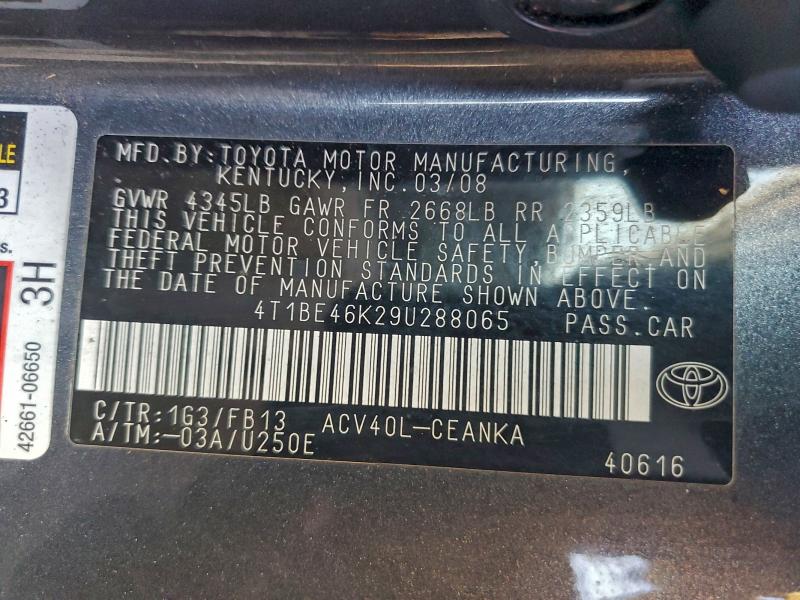 MFD.BY:TOYOTA MOTOR MANUFACTURING,
KENTUCKY,INC.03/08
GVWR 4345LB GAWR FR 2668LB RR 2359LB
THIS VEHICLE CONFORMS TO ALL APPLICABLE
FEDERAL MOTOR VEHICLE SAFETY,BUMPER AND
THEFT PREVENTION STANDARDS IN EFFECT ON
THE DATE OF MANUFACTURE SHOWN ABOVE.
4T1BE46K29U288065 PASS.CAR
C/TR:1G3/FB13 ACV40L-CEANKA
A/TM:-03A/U250E
40616
3H
42661-06650